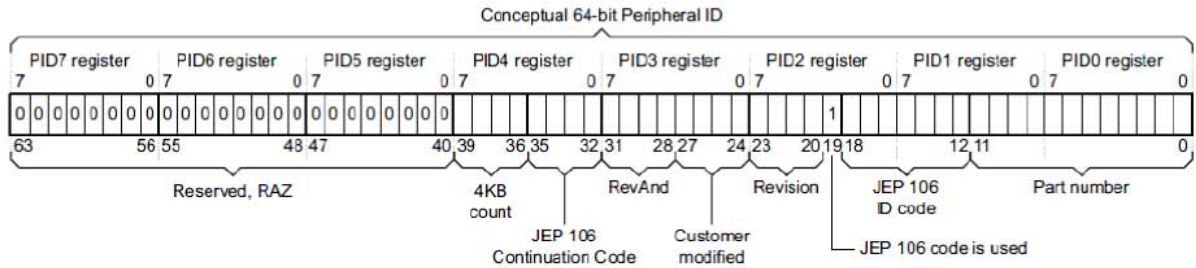 Conceptual 64-bit Peripheral ID
PID7 register PID6 register PID5 register PID4 register PID3 register PID2 register PID1 register PID0 register
7 0 7 0 7 0 7 0 7 0 7 0 7 0 7 0
0 0 0 0 0 0 0 0 0 0 0 0 0 0 0 0 0 0 0 0 0 0 0 0 1
63 56 55 48 47 40 39 36 35 32 31 28 27 24 23 20 19 18 12 11 0
Reserved, RAZ 4KB count RevAnd Revision JEP 106 ID code Part number
JEP 106 Continuation Code Customer modified JEP 106 code is used